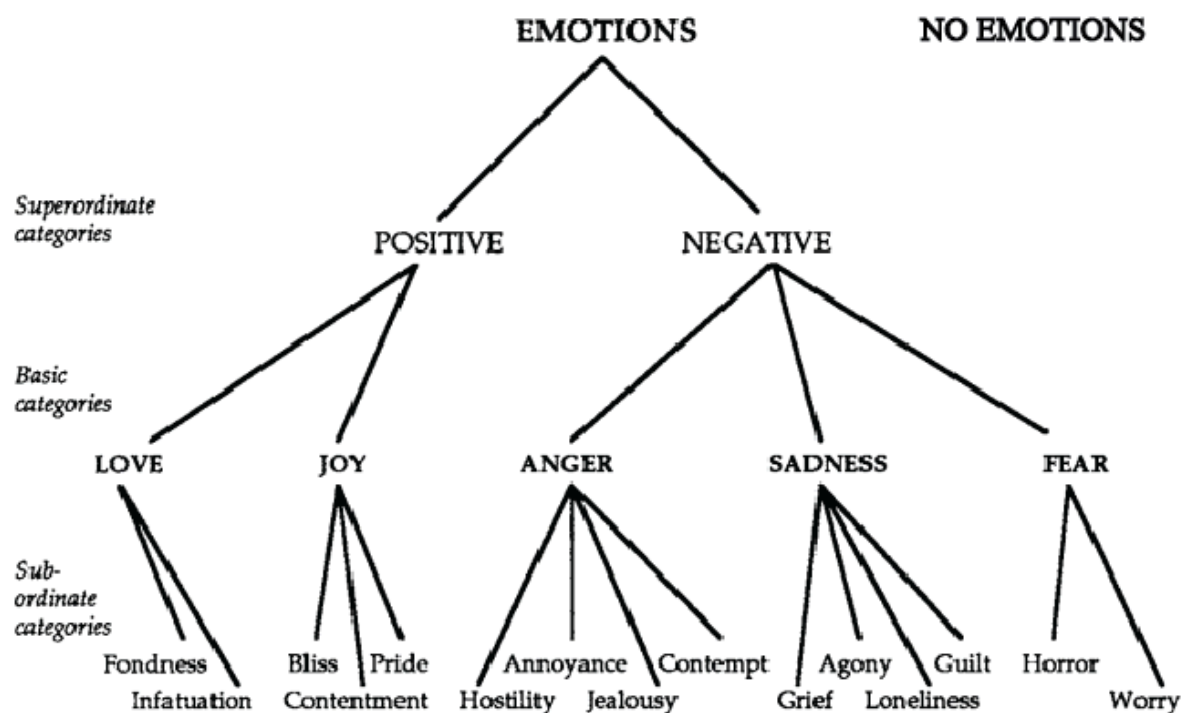 EMOTIONS NO EMOTIONS
Superordinate
categories
POSITIVE NEGATIVE
Basic
categories
LOVE JOY ANGER SADNESS FEAR
Sub-
ordinate
categories
Fondness Bliss Pride Annoyance Contempt Agony Guilt Horror
Infatuation Contentment Hostility Jealousy Grief Loneliness Worry